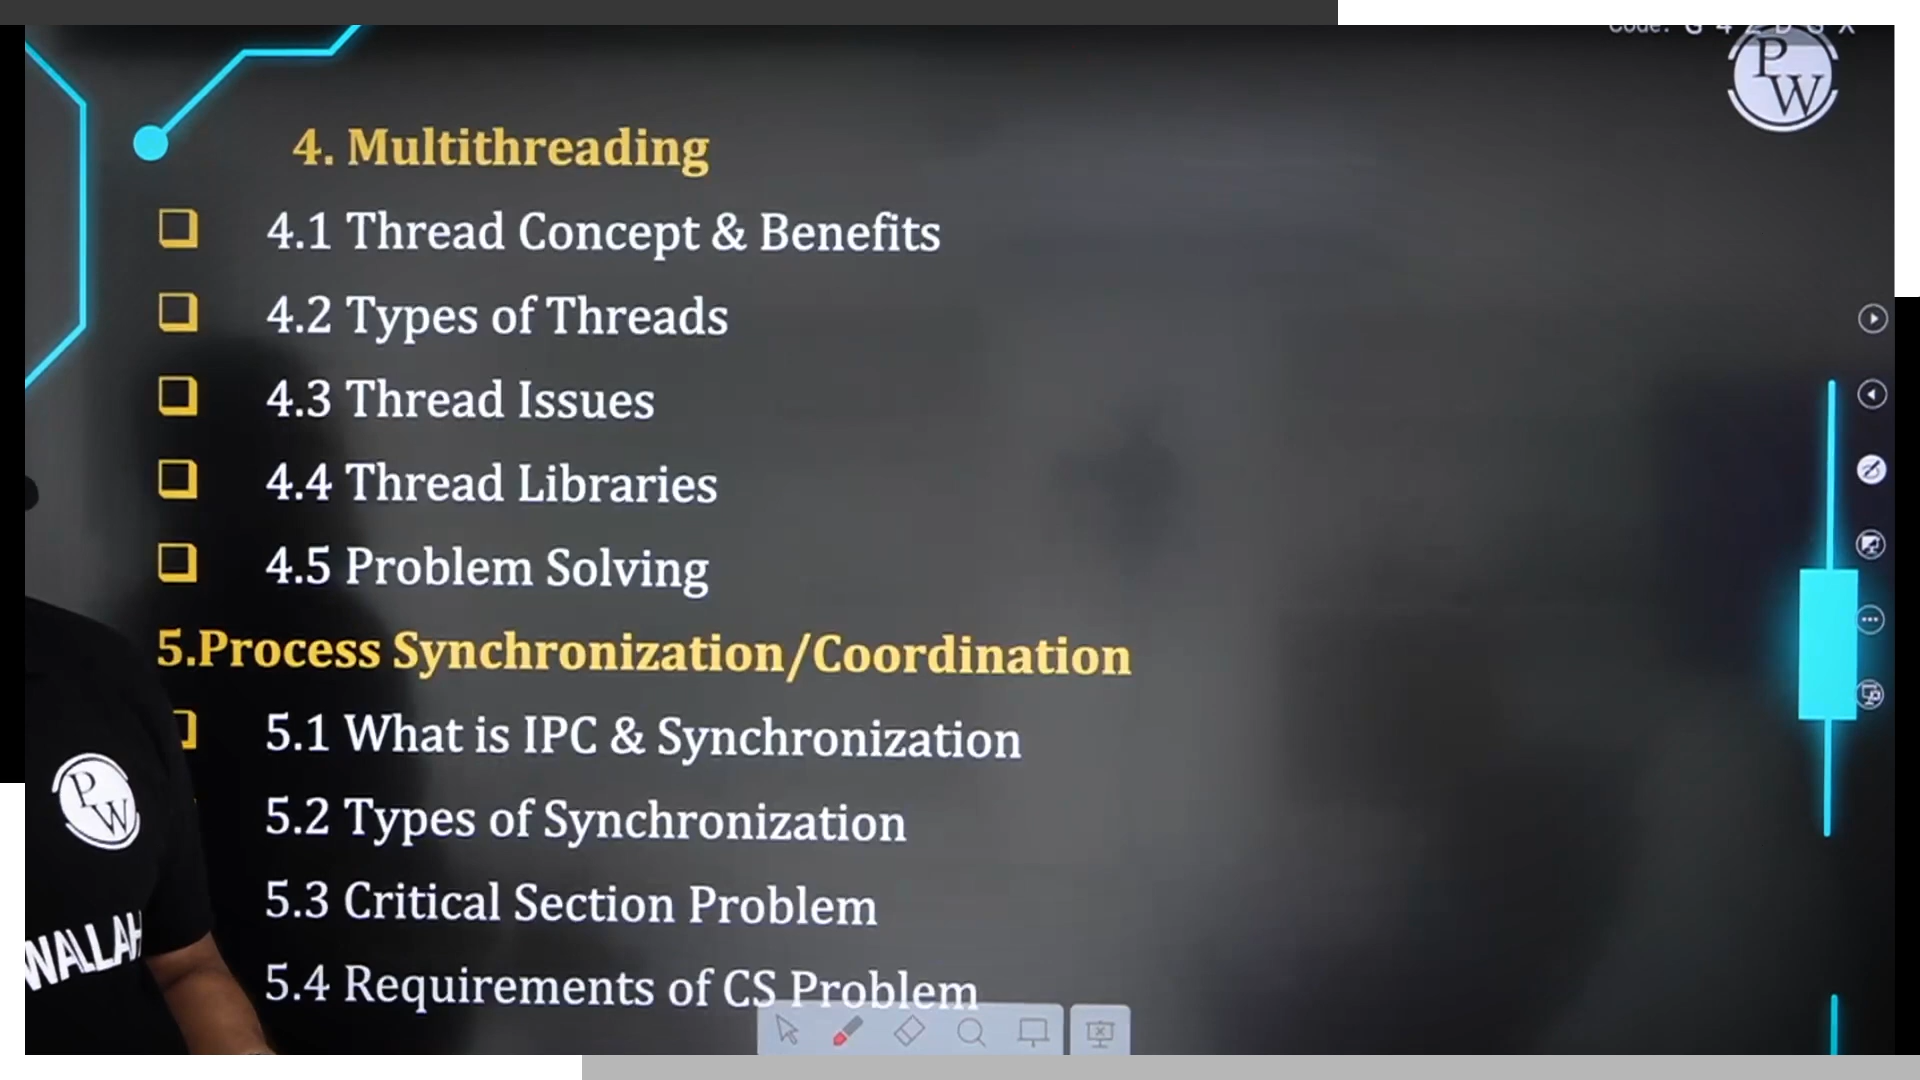 PW
4. Multithreading
4.1 Thread Concept & Benefits
4.2 Types of Threads
4.3 Thread Issues
4.4 Thread Libraries
4.5 Problem Solving
5.Process Synchronization/Coordination
5.1 What is IPC & Synchronization
5.2 Types of Synchronization
5.3 Critical Section Problem
5.4 Requirements of CS Problem
PW
WALLAH